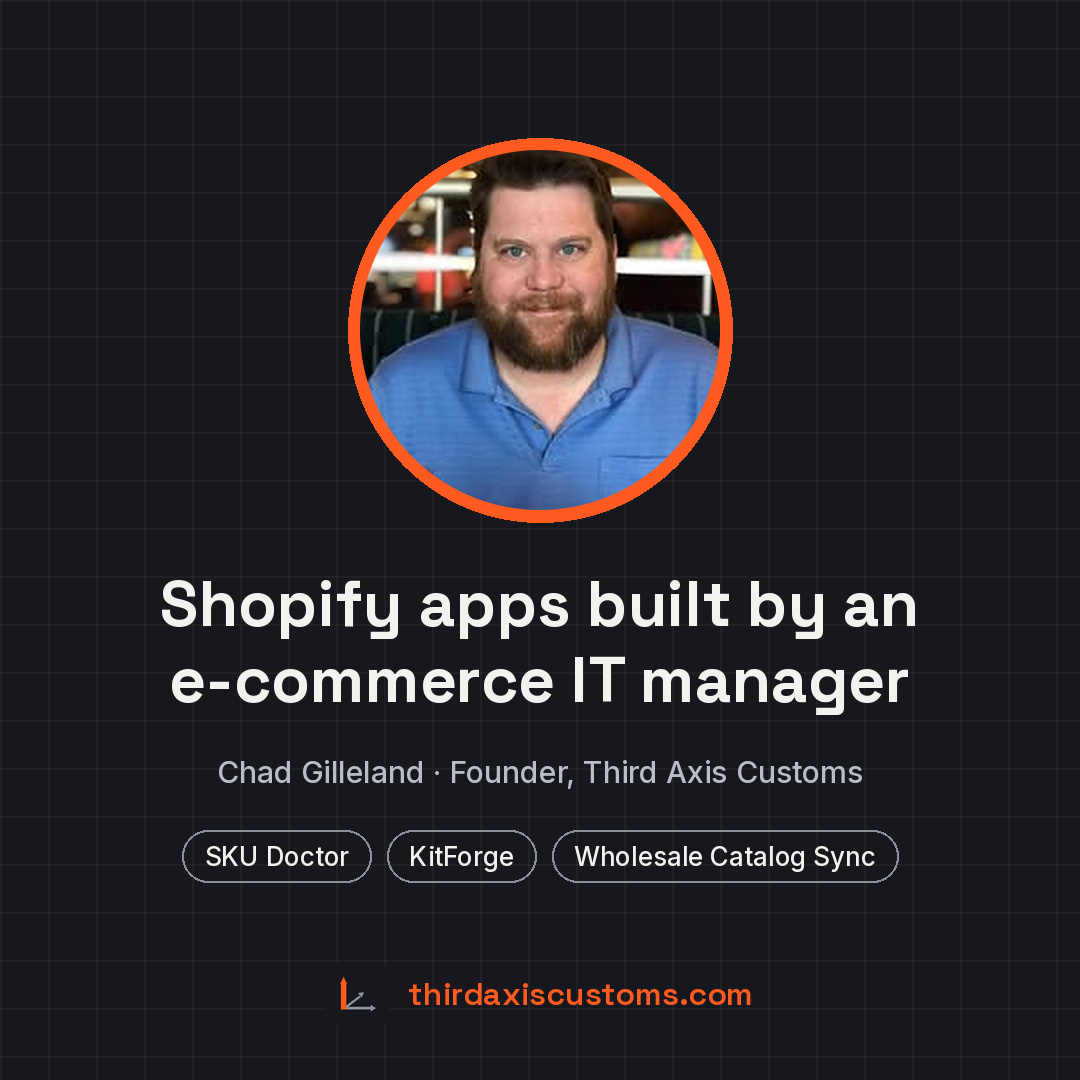 Shopify apps built by an
e-commerce IT manager
Chad Gilleland · Founder, Third Axis Customs
SKU Doctor
KitForge
Wholesale Catalog Sync
thirdaxiscustoms.com